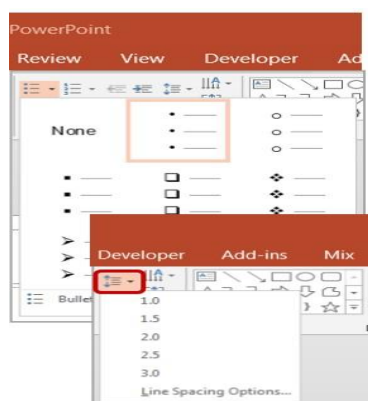 PowerPoint
Review View Developer Ad
None
Developer Add-ins Mix
Bullet
1.0
1.5
2.0
2.5
3.0
Line Spacing Options...